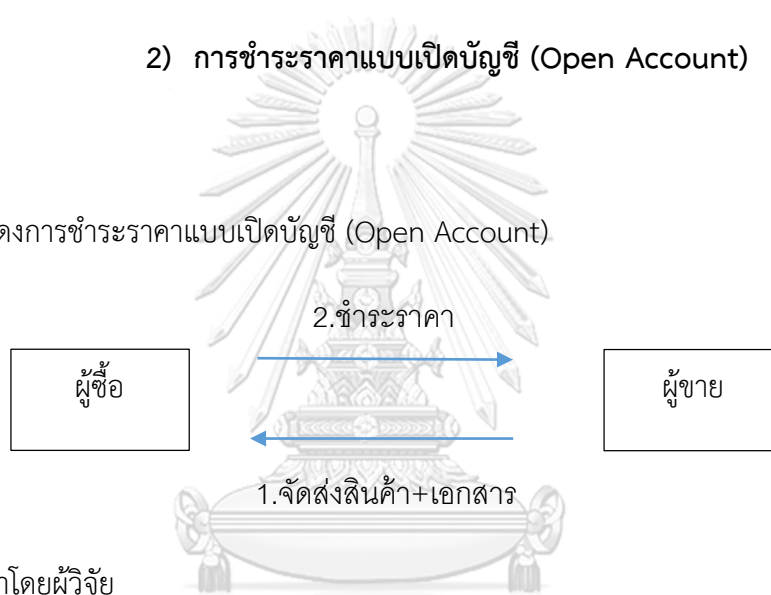 2) การชำระราคาแบบเปิดบัญชี (Open Account)
ดงการชำระราคาแบบเปิดบัญชี (Open Account)
2.ชำระราคา
ผู้ซื้อ
ผู้ขาย
1.จัดส่งสินค้า+เอกสาร
าโดยผู้วิจัย